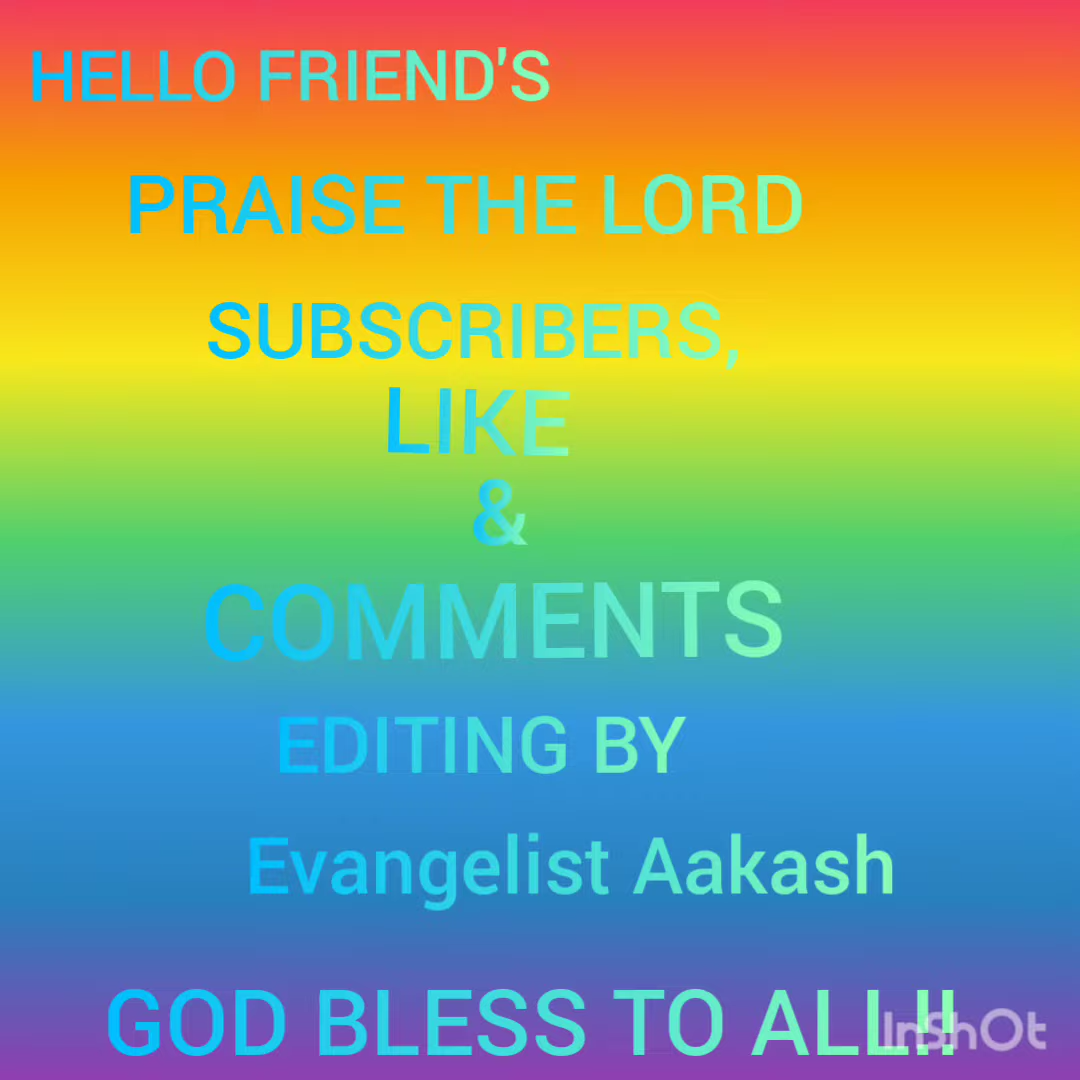 HELLO FRIEND'S
PRAISE THE LORD
SUBSCRIBERS,
LIKE
&
COMMENTS
EDITING BY
Evangelist Aakash
GOD BLESS TO ALL!!
InShOt